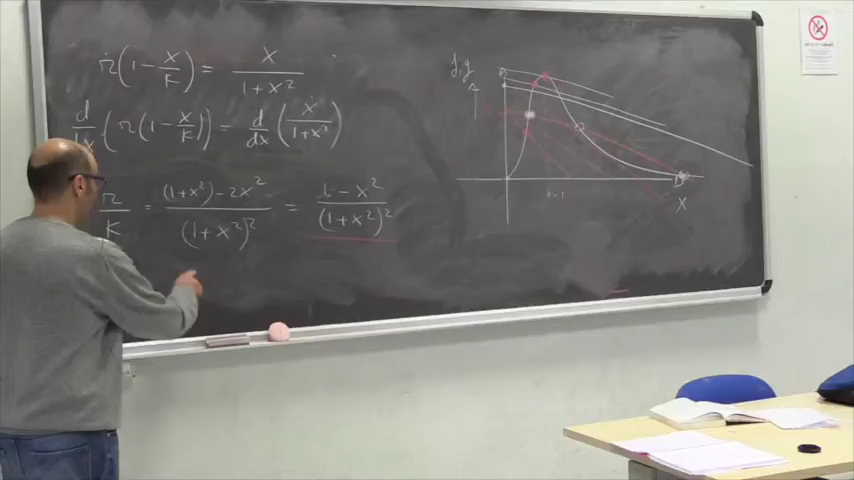 r(1 - x/K) = x/(1 + x²)
d/dx (r(1 - x/K)) = d/dx (x/(1 + x²))
r/K = ((1 + x²) - 2x²)/(1 + x²)² = (1 - x²)/(1 + x²)²
f, g
r
K = 1
x